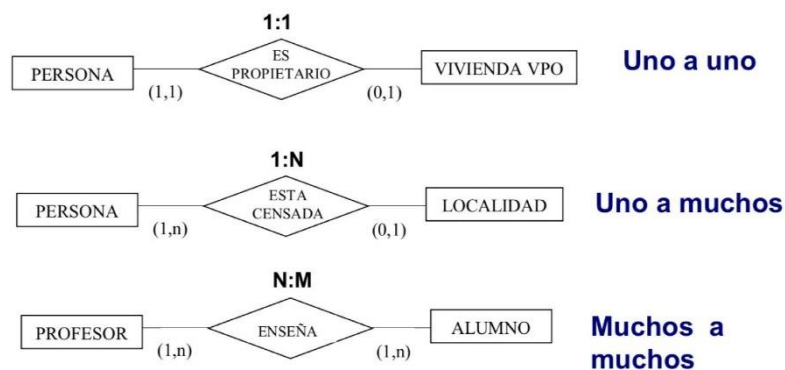 1:1
PERSONA
(1,1)
ES
PROPIETARIO
(0,1)
VIVIENDA VPO
Uno a uno
1:N
PERSONA
(1,n)
ESTA
CENSADA
(0,1)
LOCALIDAD
Uno a muchos
N:M
PROFESOR
(1,n)
ENSEÑA
(1,n)
ALUMNO
Muchos a
muchos